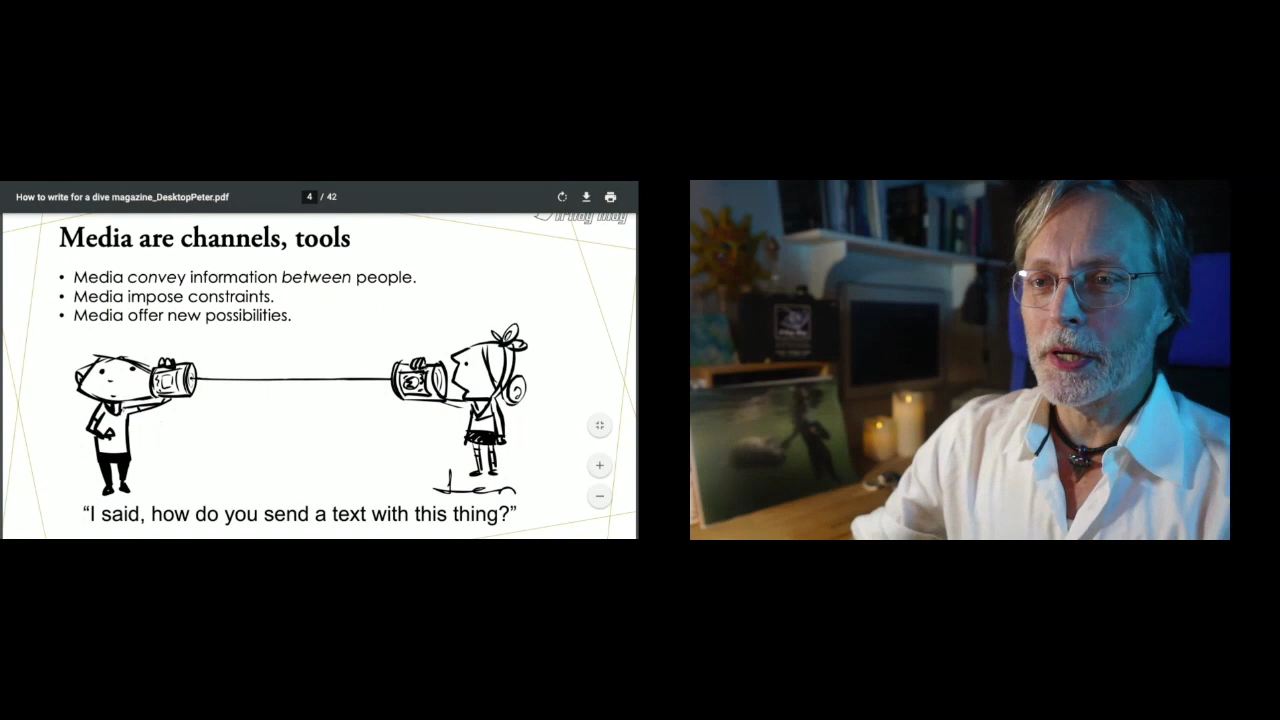 How to write for a dive magazine_DesktopPeter.pdf
4 / 42
Media are channels, tools
• Media convey information between people.
• Media impose constraints.
• Media offer new possibilities.
“I said, how do you send a text with this thing?”